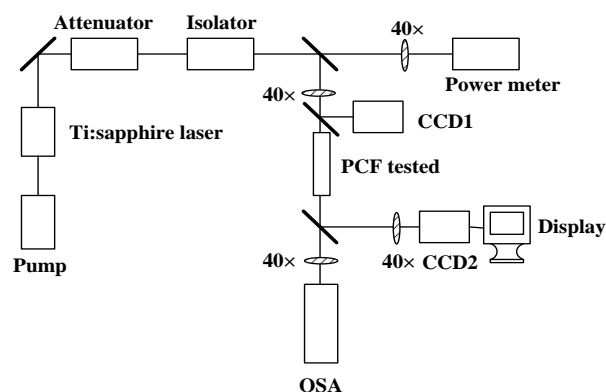 Attenuator
Isolator
40×
Power meter
40×
CCD1
Ti:sapphire laser
PCF tested
Display
Pump
40×
40×
CCD2
OSA